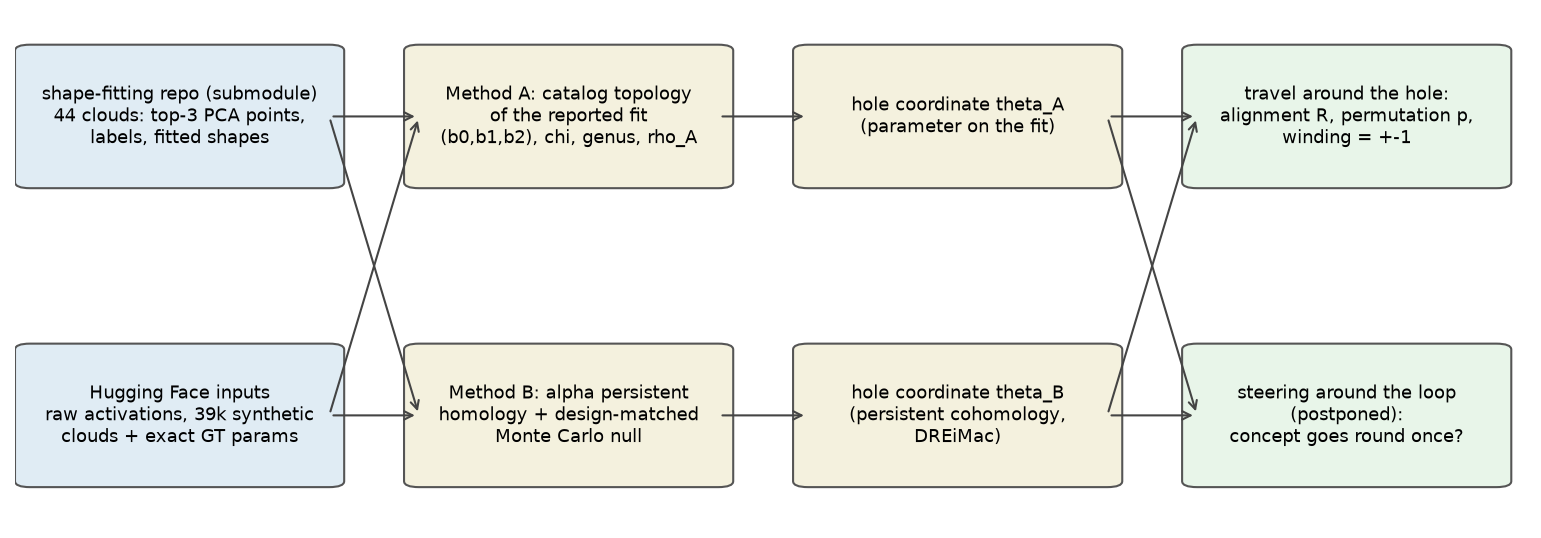 shape-fitting repo (submodule)
44 clouds: top-3 PCA points,
labels, fitted shapes
Method A: catalog topology
of the reported fit
(b0,b1,b2), chi, genus, rho_A
hole coordinate theta_A
(parameter on the fit)
travel around the hole:
alignment R, permutation p,
winding = +-1
Hugging Face inputs
raw activations, 39k synthetic
clouds + exact GT params
Method B: alpha persistent
homology + design-matched
Monte Carlo null
hole coordinate theta_B
(persistent cohomology,
DREiMac)
steering around the loop
(postponed):
concept goes round once?